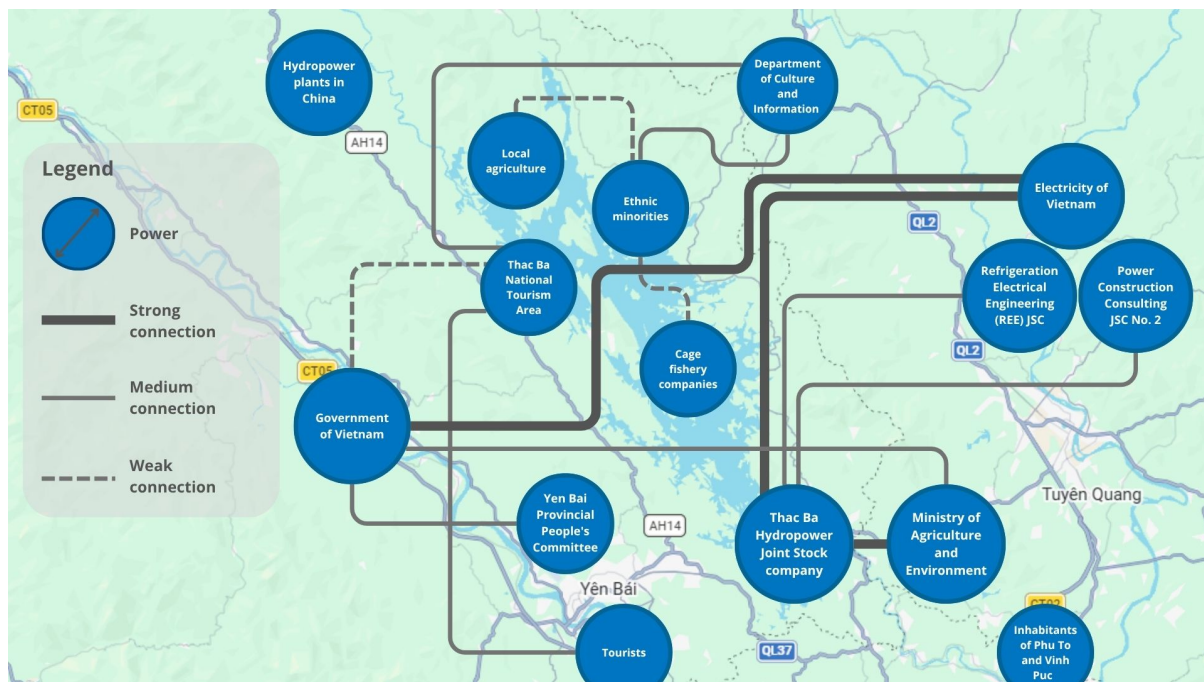 Hydropower
plants in
China
Department
of Culture
and
Information
CT05
AH14
Legend
Power
Strong
connection
Medium
connection
Weak
connection
Local
agriculture
Ethnic
minorities
Electricity of
Vietnam
QL2
Thac Ba
National
Tourism
Area
Refrigeration
Electrical
Engineering
(REE) JSC
Power
Construction
Consulting
JSC No. 2
QL2
CT05
Cage
fishery
companies
Government
of Vietnam
Yen Bai
Provincial
People's
Committee
AH14
Thac Ba
Hydropower
Joint Stock
company
Ministry of
Agriculture
and
Environment
Tuyên Quang
Yên Bái
Tourists
QL37
Inhabitants
of Phu To
and Vinh
Puc